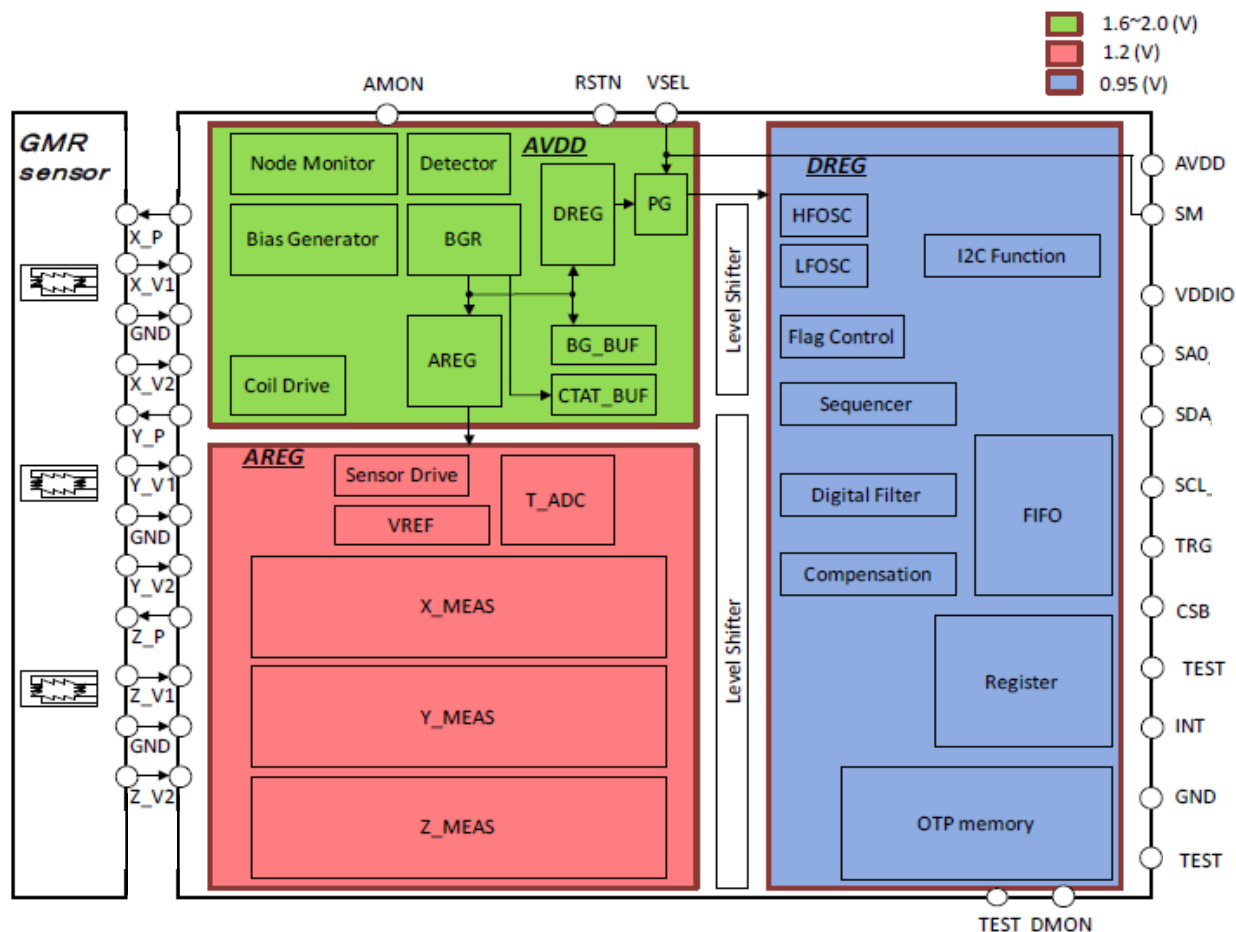 1.6~2.0 (V)
1.2 (V)
0.95 (V)
AMON
RSTN
VSEL
GMR
sensor
X_P
X_V1
GND
X_V2
Y_P
Y_V1
GND
Y_V2
Z_P
Z_V1
GND
Z_V2
AVDD
Node Monitor
Detector
Bias Generator
BGR
DREG
PG
AREG
BG_BUF
Coil Drive
CTAT_BUF
AREG
Sensor Drive
T_ADC
VREF
X_MEAS
Y_MEAS
Z_MEAS
Level Shifter
Level Shifter
DREG
HFOSC
LFOSC
I2C Function
Flag Control
Sequencer
Digital Filter
FIFO
Compensation
Register
OTP memory
AVDD
SM
VDDIO
SA0
SDA
SCL_
TRG
CSB
TEST
INT
GND
TEST
TEST DMON